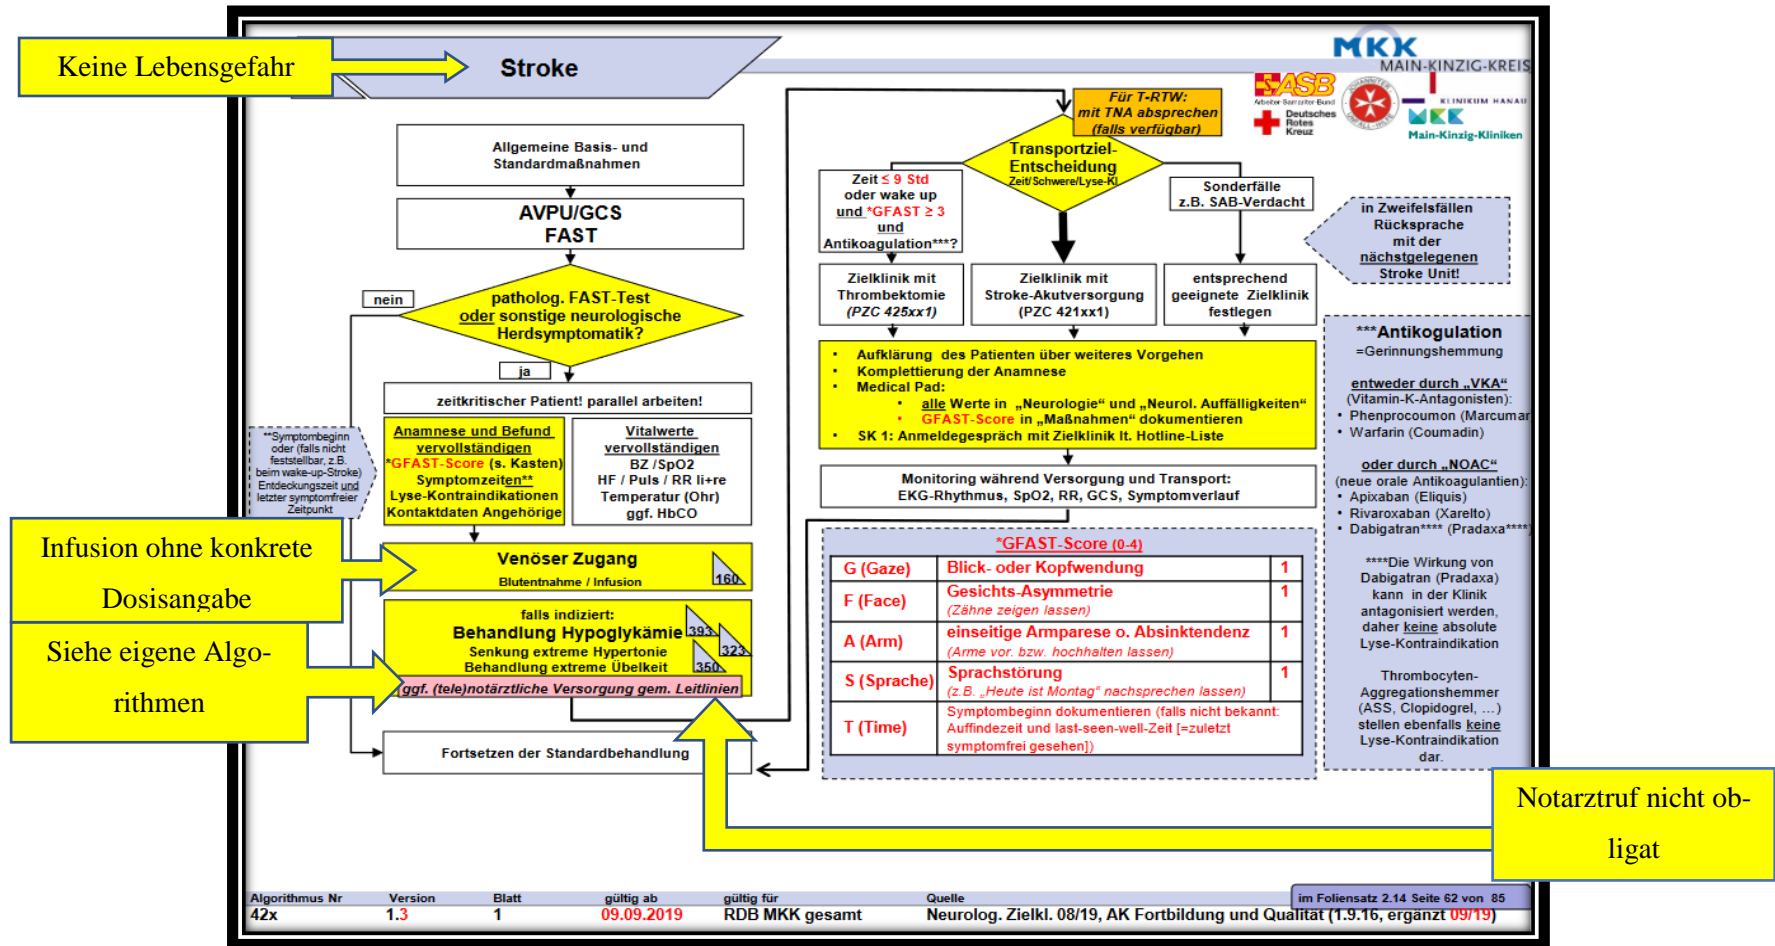 Keine Lebensgefahr
Stroke
MKK
MAIN-KINZIG-KREIS
ASB
Arbeiter-Samariter-Bund
Deutsches
Rotes
Kreuz
JOHANNITER
UNFALL-HILFE
KLINIKUM HANAU
MKK
Main-Kinzig-Kliniken
Allgemeine Basis- und
Standardmaßnahmen
AVPU/GCS
FAST
patholog. FAST-Test
oder sonstige neurologische
Herdsymptomatik?
nein
ja
zeitkritischer Patient! parallel arbeiten!
Anamnese und Befund
vervollständigen
*GFAST-Score (s. Kasten)
Symptomzeiten**
Lyse-Kontraindikationen
Kontaktdaten Angehörige
Vitalwerte
vervollständigen
BZ /SpO2
HF / Puls / RR li+re
Temperatur (Ohr)
ggf. HbCO
**Symptombeginn
oder (falls nicht
feststellbar, z.B.
beim wake-up-Stroke)
Entdeckungszeit und
letzter symptomfreier
Zeitpunkt
Infusion ohne konkrete
Dosisangabe
Venöser Zugang
Blutentnahme / Infusion
160
Siehe eigene Algo-
rithmen
falls indiziert:
Behandlung Hypoglykämie
393
Senkung extreme Hypertonie
323
Behandlung extreme Übelkeit
350
ggf. (tele)notärztliche Versorgung gem. Leitlinien
Fortsetzen der Standardbehandlung
Für T-RTW:
mit TNA absprechen
(falls verfügbar)
Transportziel-
Entscheidung
Zeit/Schwere/Lyse-KI
Zeit ≤ 9 Std
oder wake up
und *GFAST ≥ 3
und
Antikoagulation***?
Sonderfälle
z.B. SAB-Verdacht
in Zweifelsfällen
Rücksprache
mit der
nächstgelegenen
Stroke Unit!
Zielklinik mit
Thrombektomie
(PZC 425xx1)
Zielklinik mit
Stroke-Akutversorgung
(PZC 421xx1)
entsprechend
geeignete Zielklinik
festlegen
• Aufklärung des Patienten über weiteres Vorgehen
• Komplettierung der Anamnese
• Medical Pad:
• alle Werte in „Neurologie“ und „Neurol. Auffälligkeiten“
• GFAST-Score in „Maßnahmen“ dokumentieren
• SK 1: Anmeldegespräch mit Zielklinik lt. Hotline-Liste
Monitoring während Versorgung und Transport:
EKG-Rhythmus, SpO2, RR, GCS, Symptomverlauf
*GFAST-Score (0-4)
G (Gaze) Blick- oder Kopfwendung 1
F (Face) Gesichts-Asymmetrie 1
(Zähne zeigen lassen)
A (Arm) einseitige Armparese o. Absinktendenz 1
(Arme vor. bzw. hochhalten lassen)
S (Sprache) Sprachstörung 1
(z.B. „Heute ist Montag“ nachsprechen lassen)
T (Time) Symptombeginn dokumentieren (falls nicht bekannt:
Auffindezeit und last-seen-well-Zeit [=zuletzt
symptomfrei gesehen])
***Antikogulation
=Gerinnungshemmung
entweder durch „VKA“
(Vitamin-K-Antagonisten):
• Phenprocoumon (Marcumar
• Warfarin (Coumadin)
oder durch „NOAC“
(neue orale Antikoagulantien):
• Apixaban (Eliquis)
• Rivaroxaban (Xarelto)
• Dabigatran**** (Pradaxa****)
****Die Wirkung von
Dabigatran (Pradaxa)
kann in der Klinik
antagonisiert werden,
daher keine absolute
Lyse-Kontraindikation
Thrombocyten-
Aggregationshemmer
(ASS, Clopidogrel, ...)
stellen ebenfalls keine
Lyse-Kontraindikation
dar.
Notarztruf nicht ob-
ligat
im Foliensatz 2.14 Seite 62 von 85
Algorithmus Nr Version Blatt gültig ab gültig für Quelle
42x 1.3 1 09.09.2019 RDB MKK gesamt Neurolog. Zielkl. 08/19, AK Fortbildung und Qualität (1.9.16, ergänzt 09/19)